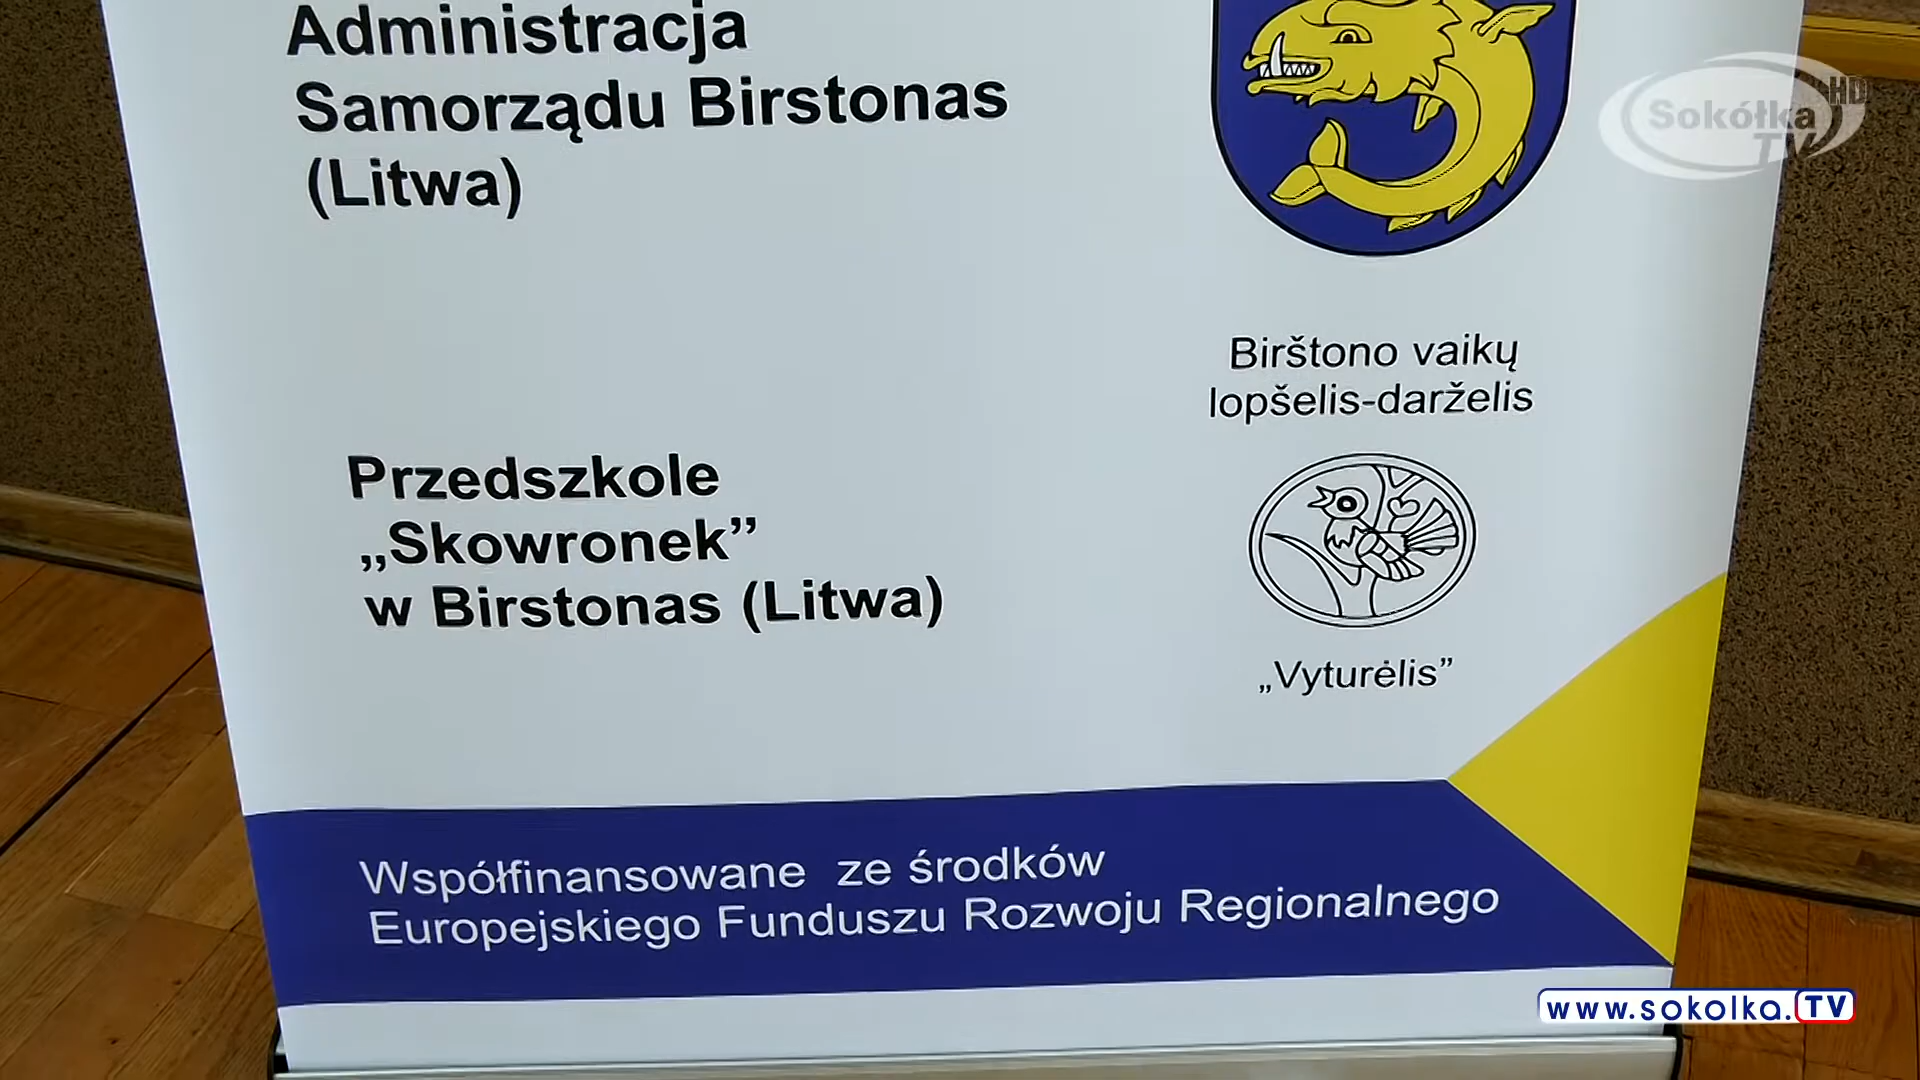 Administracja
Samorządu Birstonas
(Litwa)
Sokółka
TV
HD
Birštono vaikų
lopšelis-darželis
Przedszkole
„Skowronek”
w Birstonas (Litwa)
„Vyturėlis”
Współfinansowane ze środków
Europejskiego Funduszu Rozwoju Regionalnego
www.sokolka.TV